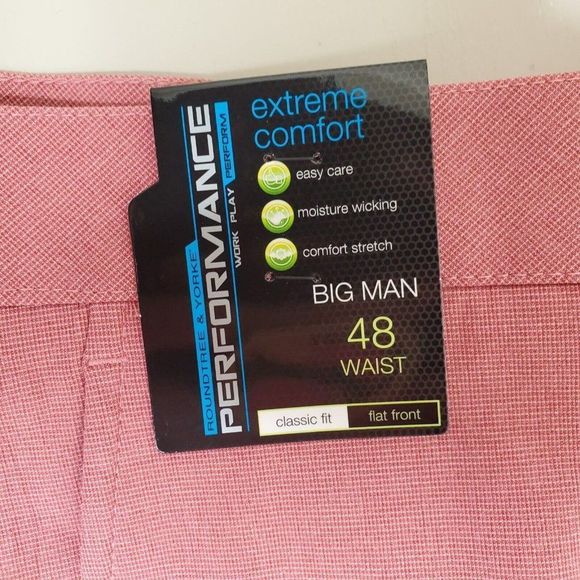 ROUNDTREE & YORKE
PERFORMANCE
WORK PLAY PERFORM
extreme
comfort
easy care
moisture wicking
comfort stretch
BIG MAN
48
WAIST
classic fit
flat front